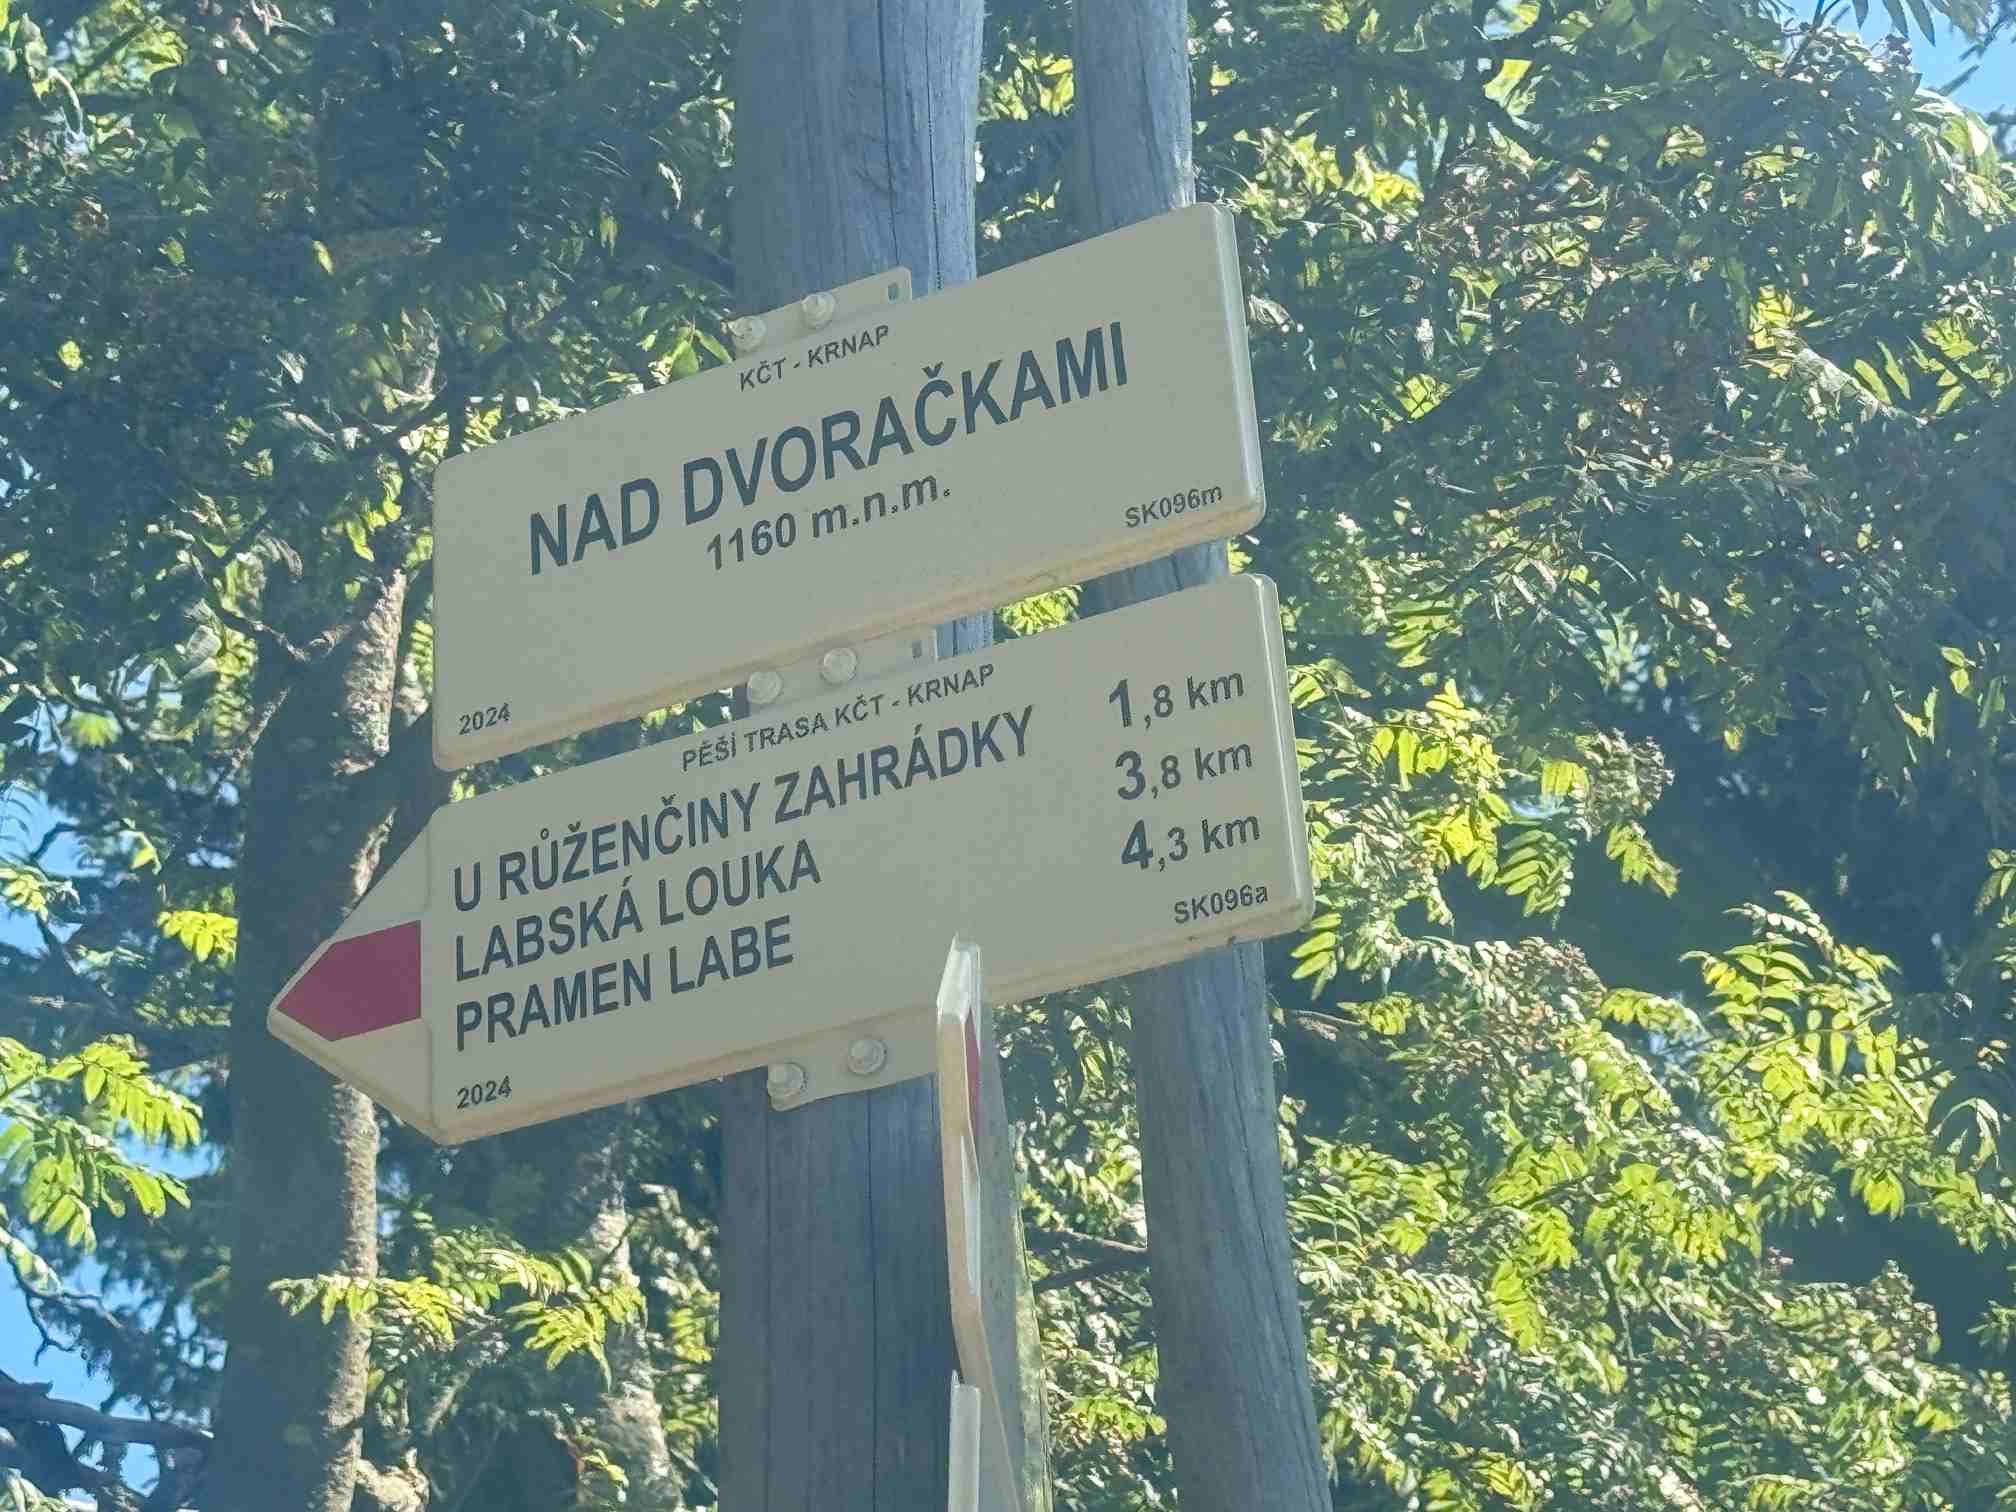 KČT - KRNAP
NAD DVORAČKAMI
1160 m.n.m.
SK096m
2024
PĚŠÍ TRASA KČT - KRNAP
U RŮŽENČINY ZAHRÁDKY 1,8 km
LABSKÁ LOUKA 3,8 km
PRAMEN LABE 4,3 km
SK096a
2024